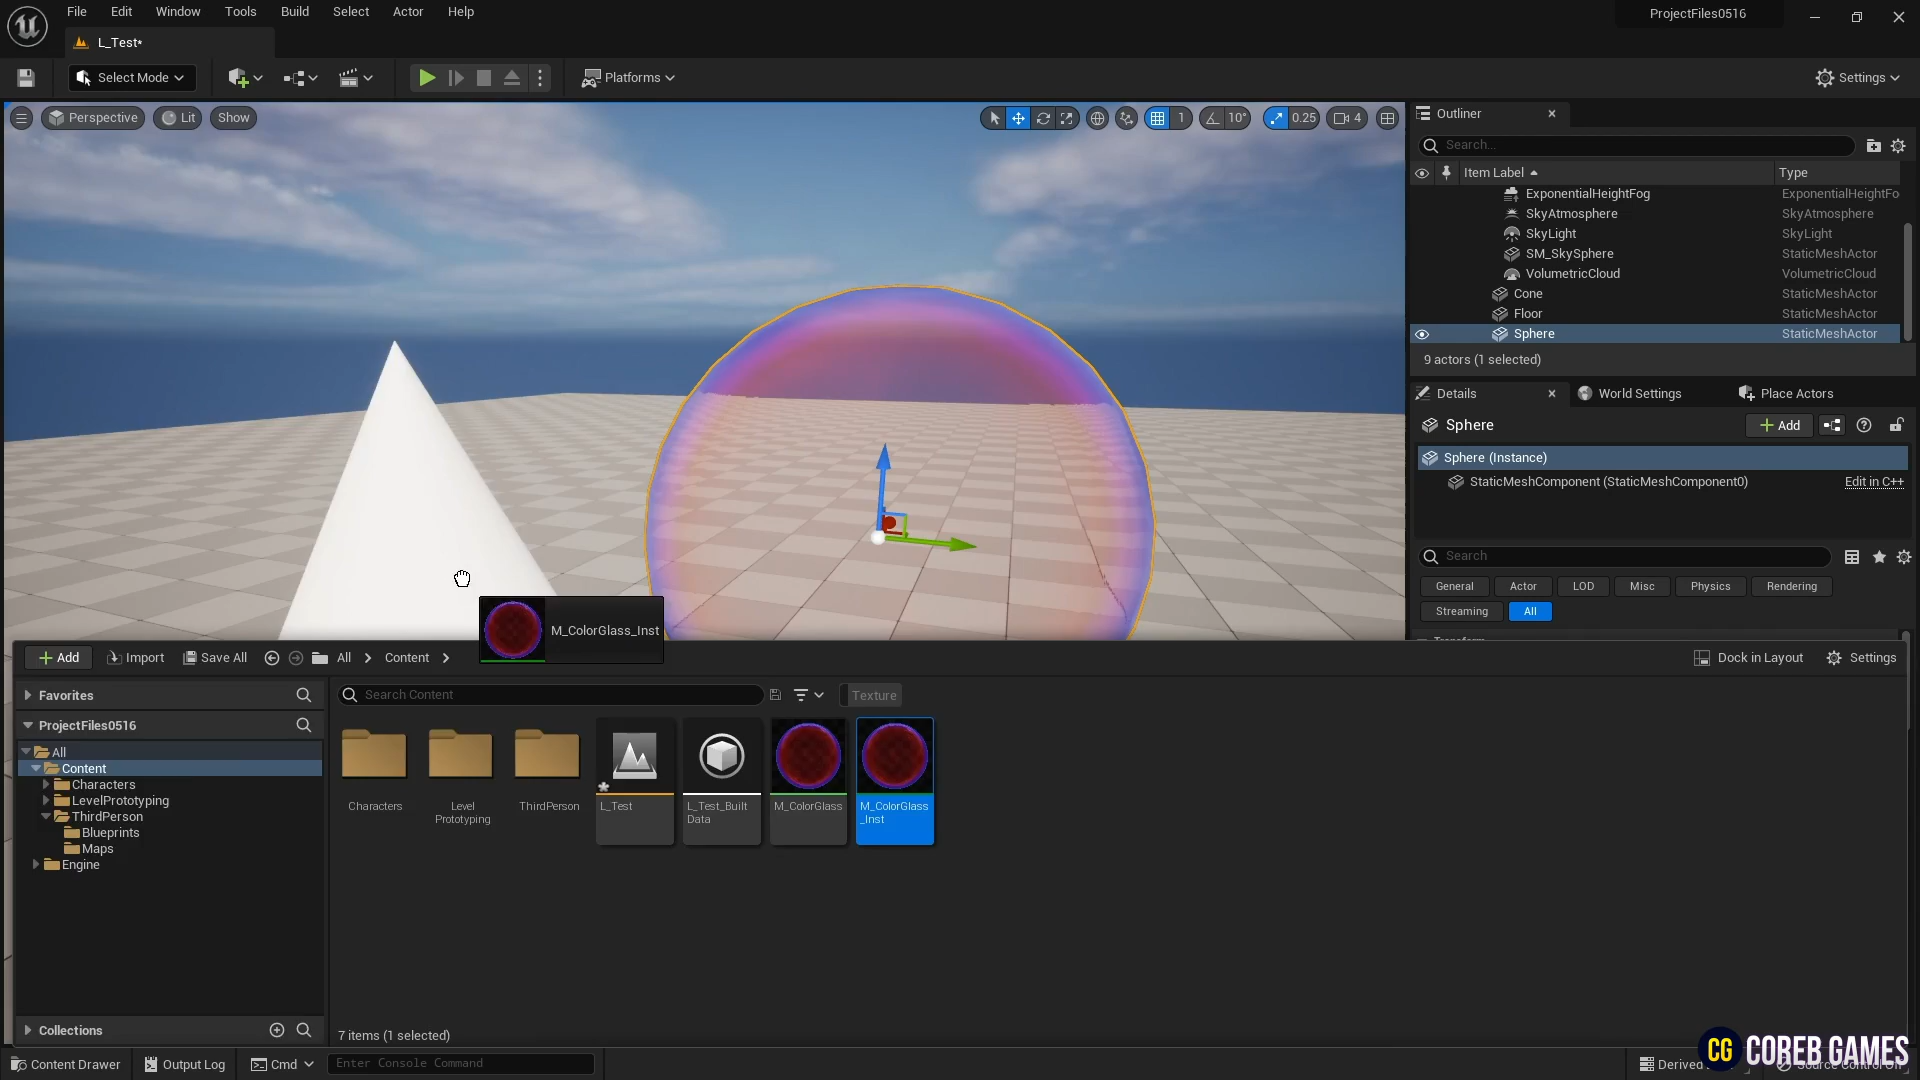 File Edit Window Tools Build Select Actor Help
ProjectFiles0516
L_Test*
Select Mode
Platforms
Settings
Perspective
Lit
Show
1
10°
0.25
4
Outliner
Search...
Item Label
Type
ExponentialHeightFog ExponentialHeightFo
SkyAtmosphere SkyAtmosphere
SkyLight SkyLight
SM_SkySphere StaticMeshActor
VolumetricCloud VolumetricCloud
Cone StaticMeshActor
Floor StaticMeshActor
Sphere StaticMeshActor
9 actors (1 selected)
Details
World Settings
Place Actors
Sphere
Add
Sphere (Instance)
StaticMeshComponent (StaticMeshComponent0)
Edit in C++
Search
General Actor LOD Misc Physics Rendering
Streaming All
M_ColorGlass_Inst
Add
Import
Save All
All
Content
Dock in Layout
Settings
Favorites
ProjectFiles0516
All
Content
Characters
LevelPrototyping
ThirdPerson
Blueprints
Maps
Engine
Collections
Search Content
Texture
Characters
Level
Prototyping
ThirdPerson
L_Test
L_Test_Built
Data
M_ColorGlass
M_ColorGlass
_Inst
7 items (1 selected)
Content Drawer
Output Log
Cmd
Enter Console Command
Derived
CG COREB GAMES